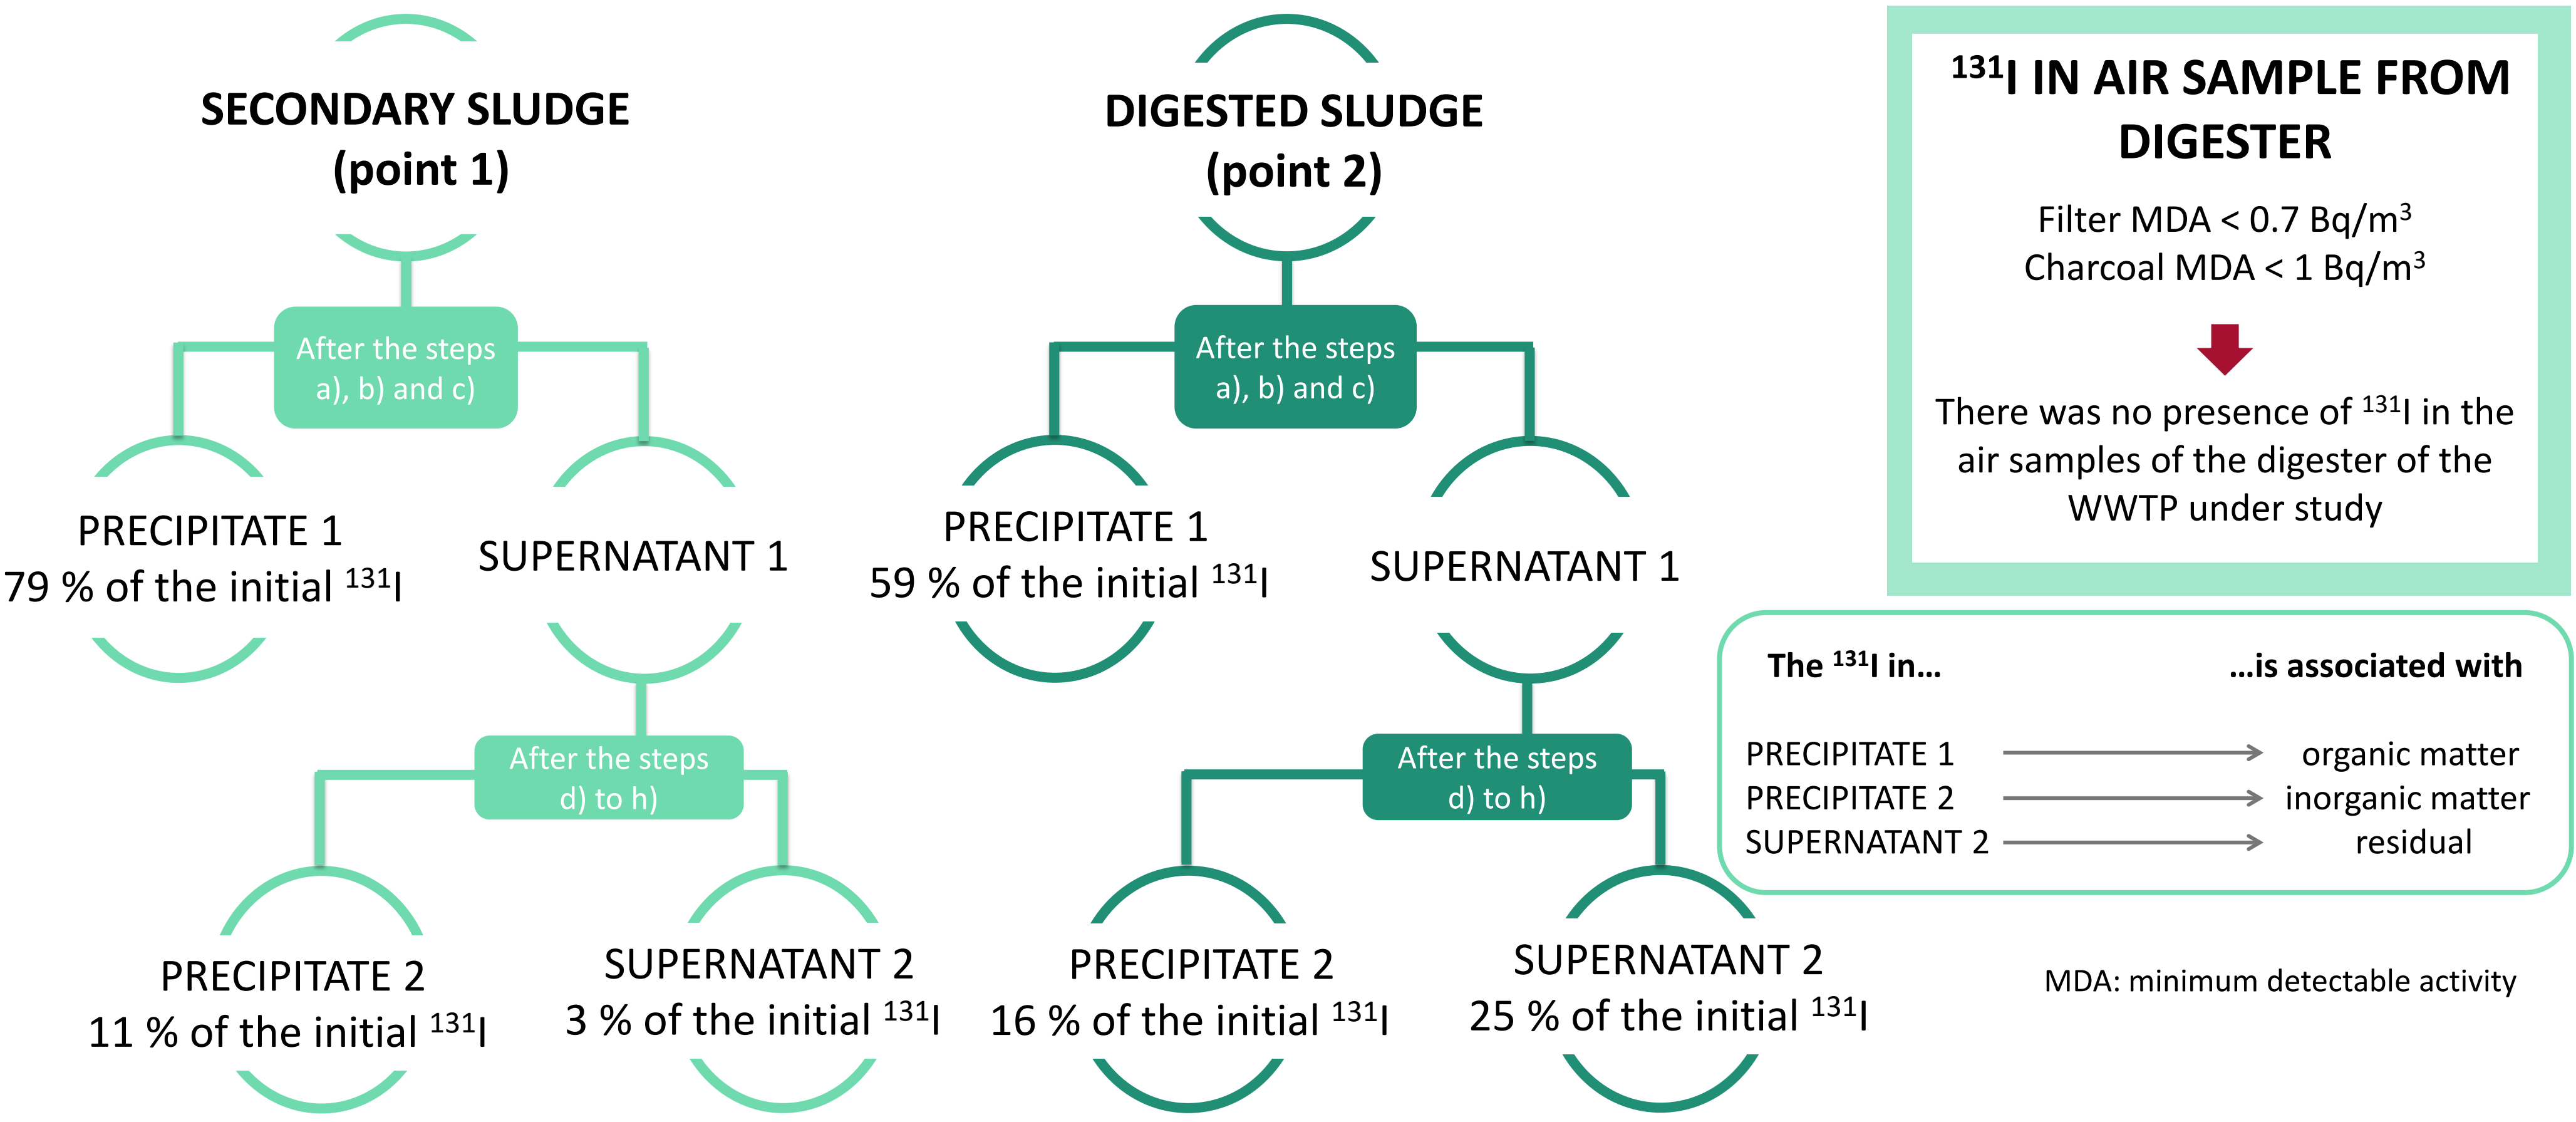 SECONDARY SLUDGE
(point 1)
After the steps
a), b) and c)
PRECIPITATE 1
79 % of the initial ¹³¹I
SUPERNATANT 1
After the steps
d) to h)
PRECIPITATE 2
11 % of the initial ¹³¹I
SUPERNATANT 2
3 % of the initial ¹³¹I
DIGESTED SLUDGE
(point 2)
After the steps
a), b) and c)
PRECIPITATE 1
59 % of the initial ¹³¹I
SUPERNATANT 1
After the steps
d) to h)
PRECIPITATE 2
16 % of the initial ¹³¹I
SUPERNATANT 2
25 % of the initial ¹³¹I
¹³¹I IN AIR SAMPLE FROM
DIGESTER
Filter MDA < 0.7 Bq/m³
Charcoal MDA < 1 Bq/m³
There was no presence of ¹³¹I in the
air samples of the digester of the
WWTP under study
The ¹³¹I in... ...is associated with
PRECIPITATE 1 organic matter
PRECIPITATE 2 inorganic matter
SUPERNATANT 2 residual
MDA: minimum detectable activity